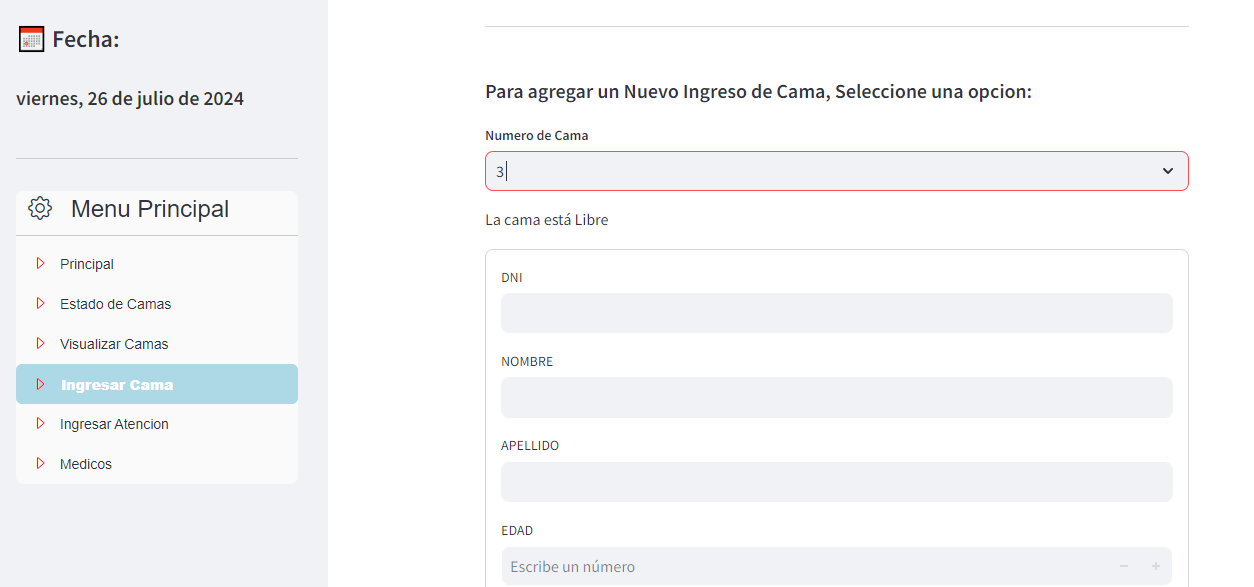 Fecha:
viernes, 26 de julio de 2024
Menu Principal
Principal
Estado de Camas
Visualizar Camas
Ingresar Cama
Ingresar Atencion
Medicos
Para agregar un Nuevo Ingreso de Cama, Seleccione una opcion:
Numero de Cama
3
La cama está Libre
DNI
NOMBRE
APELLIDO
EDAD
Escribe un número